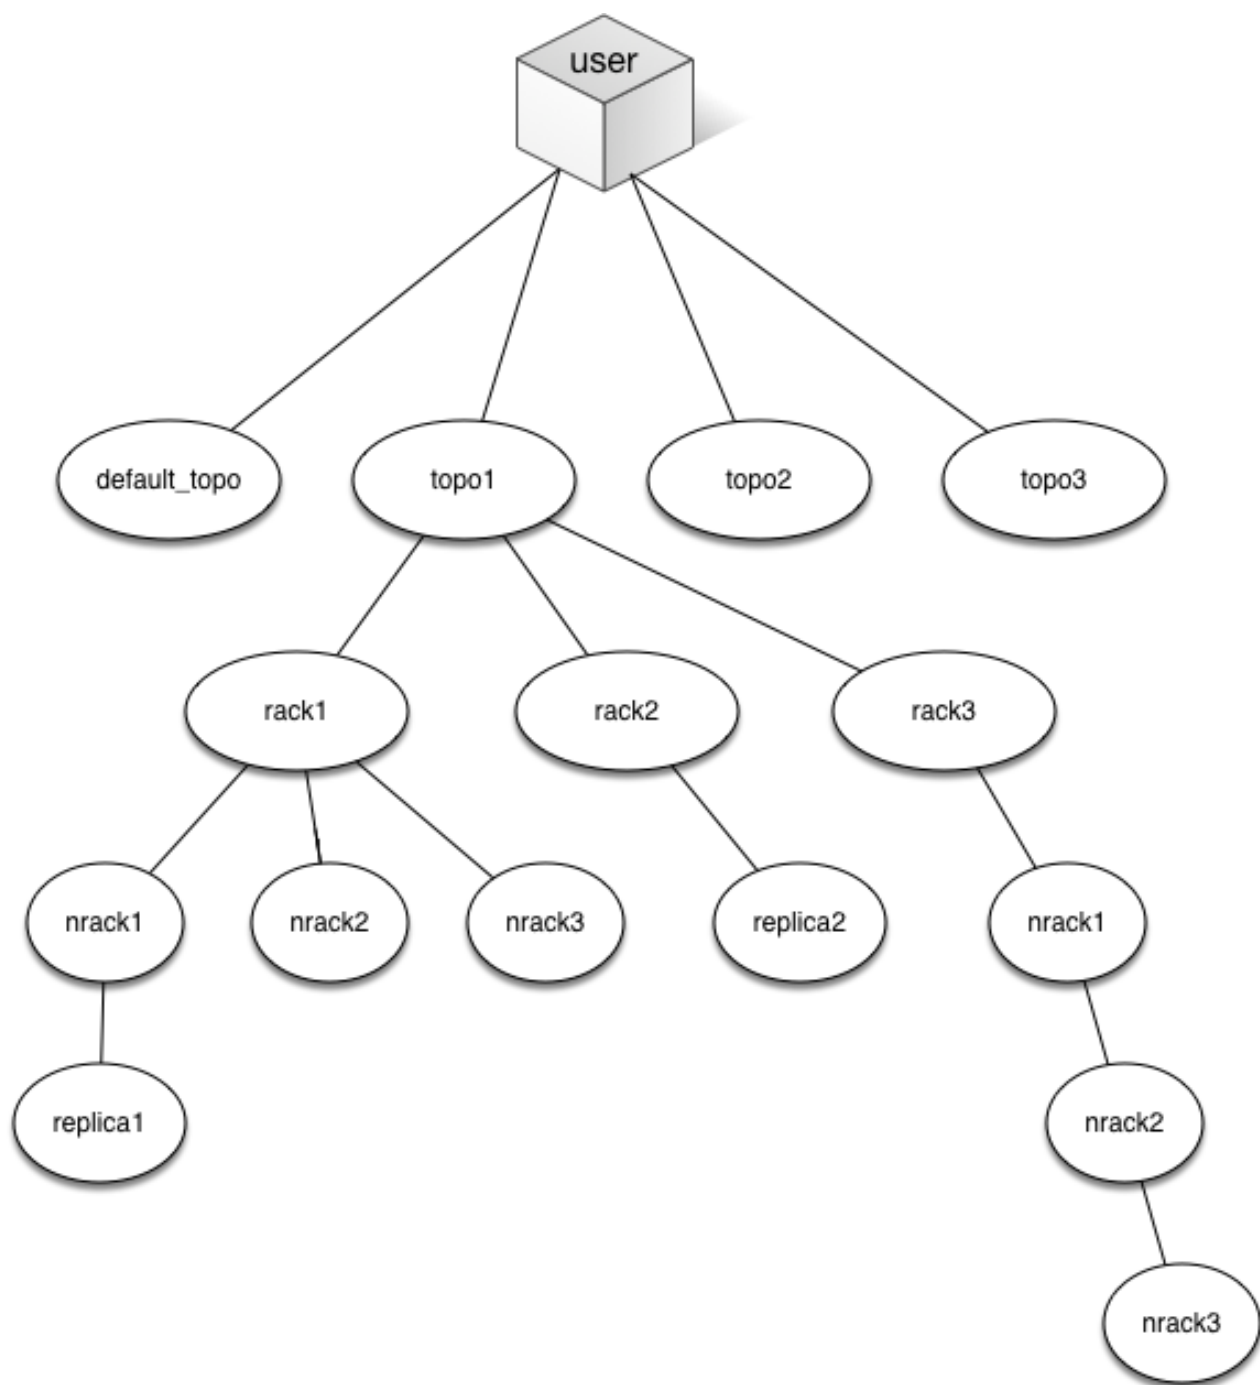 user
default_topo
topo1
topo2
topo3
rack1
rack2
rack3
nrack1
nrack2
nrack3
replica2
nrack1
replica1
nrack2
nrack3